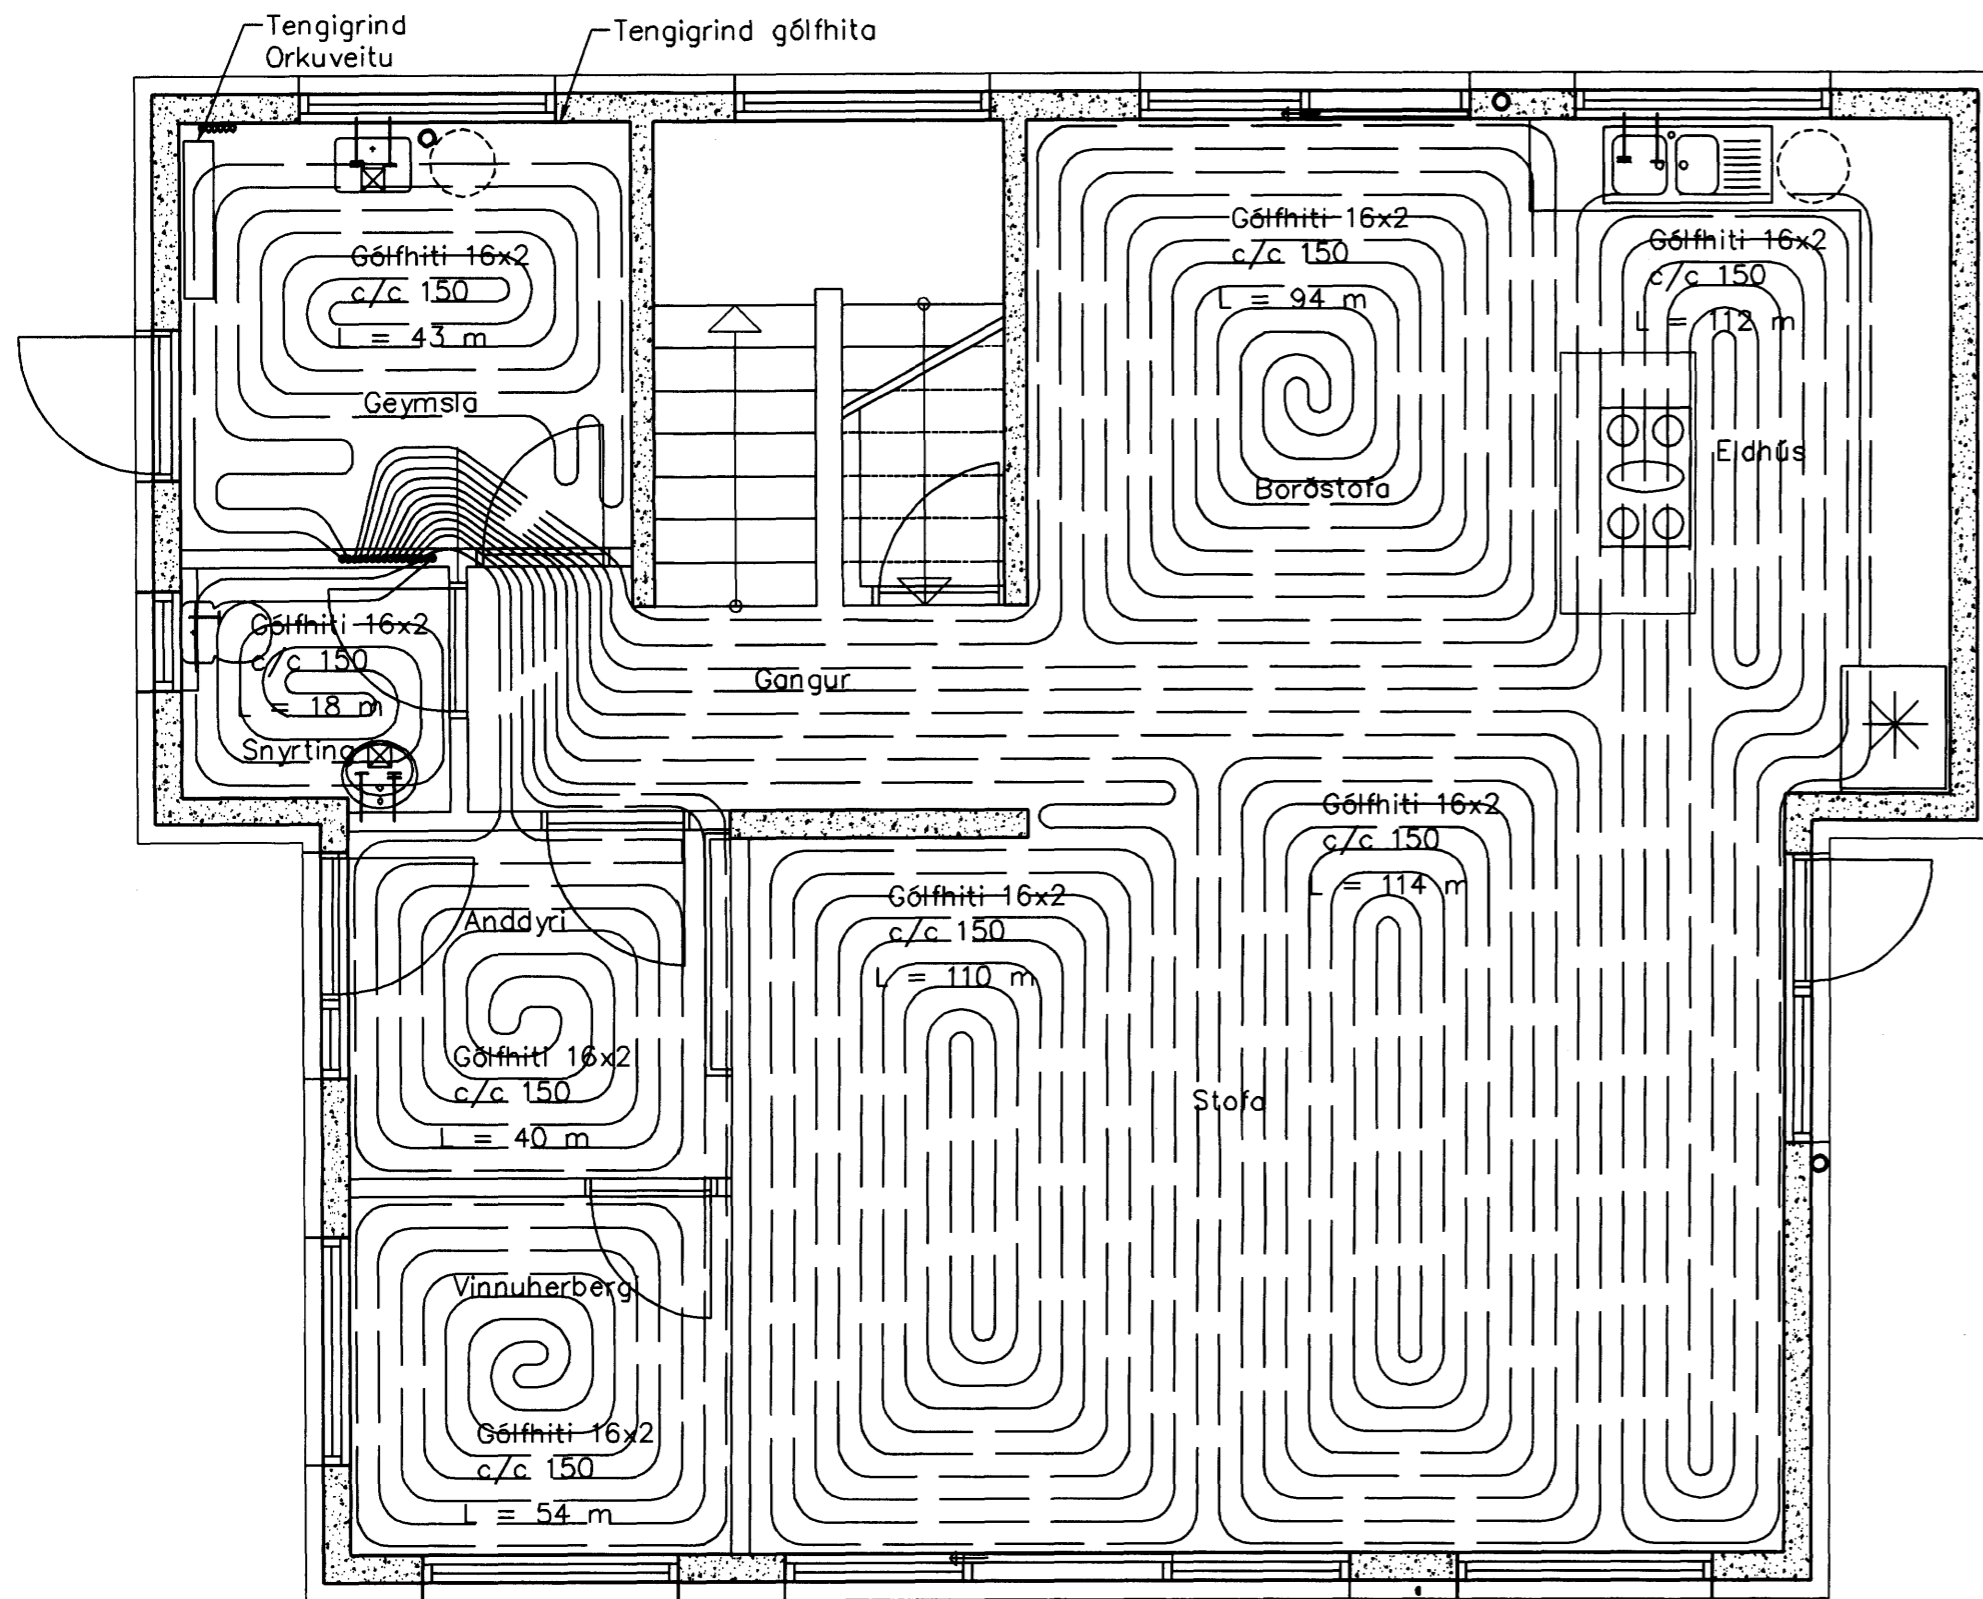 Tengigrind
Orkuveitu
Tengigrind gólfhita
Gólfhiti 16x2
c/c 150
L = 43 m
Geymsla
Gólfhiti 16x2
c/c 150
L = 94 m
Borðstofa
Gólfhiti 16x2
c/c 150
L = 112 m
Eldhús
Gólfhiti 16x2
c/c 150
L = 18 m
Snyrting
Gangur
Gólfhiti 16x2
c/c 150
L = 114 m
Gólfhiti 16x2
c/c 150
L = 110 m
Stofa
Anddyri
Gólfhiti 16x2
c/c 150
L = 40 m
Vinnuherbergi
Gólfhiti 16x2
c/c 150
L = 54 m